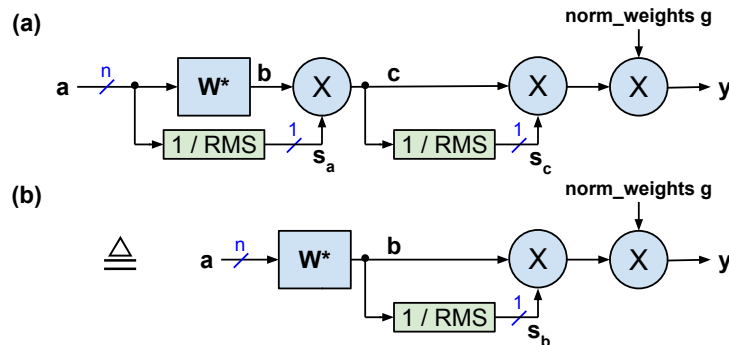 (a)
norm_weights g
a
n
W*
b
X
c
X
X
y
1 / RMS
1
s_a
1 / RMS
1
s_c
(b)
norm_weights g
≜
a
n
W*
b
X
X
y
1 / RMS
1
s_b